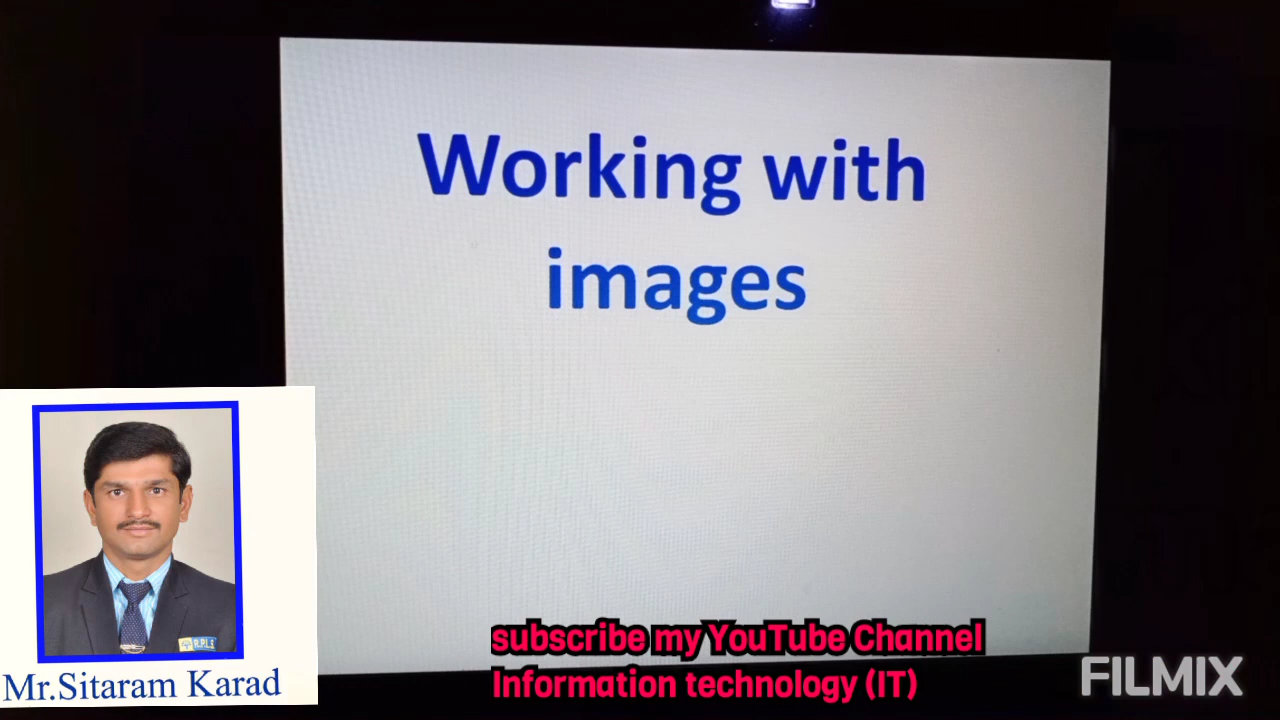 Working with
images
R.P.I.S
Mr.Sitaram Karad
subscribe my YouTube Channel
Information technology (IT)
FILMIX